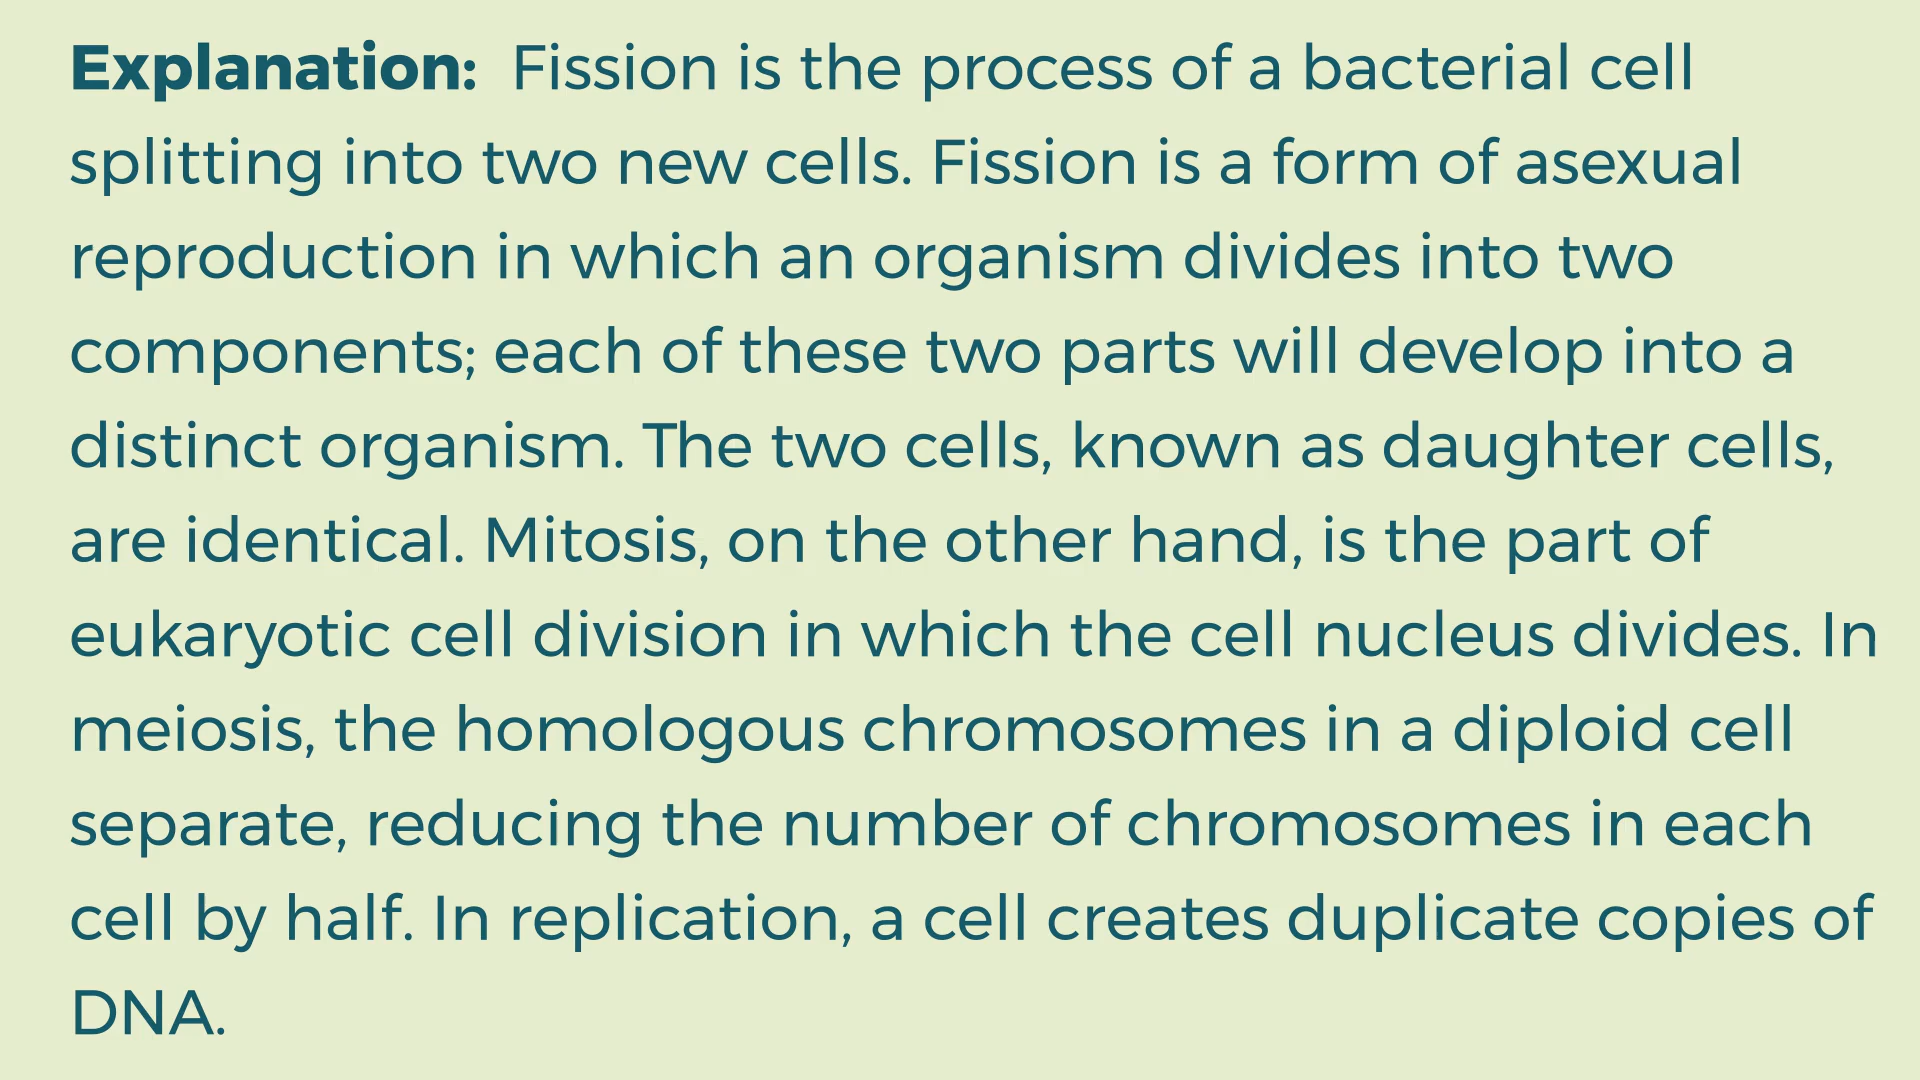 Explanation: Fission is the process of a bacterial cell
splitting into two new cells. Fission is a form of asexual
reproduction in which an organism divides into two
components; each of these two parts will develop into a
distinct organism. The two cells, known as daughter cells,
are identical. Mitosis, on the other hand, is the part of
eukaryotic cell division in which the cell nucleus divides. In
meiosis, the homologous chromosomes in a diploid cell
separate, reducing the number of chromosomes in each
cell by half. In replication, a cell creates duplicate copies of
DNA.